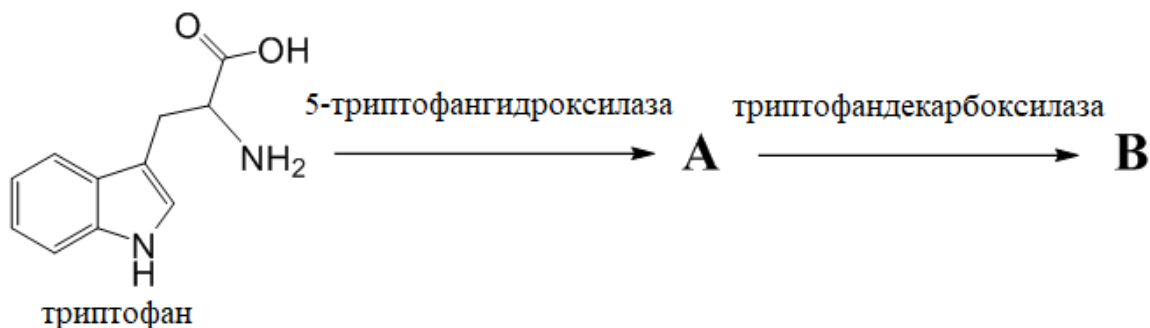 O
OH
5-триптофангидроксилаза
триптофандекарбоксилаза
NH₂
A
B
N
H
триптофан